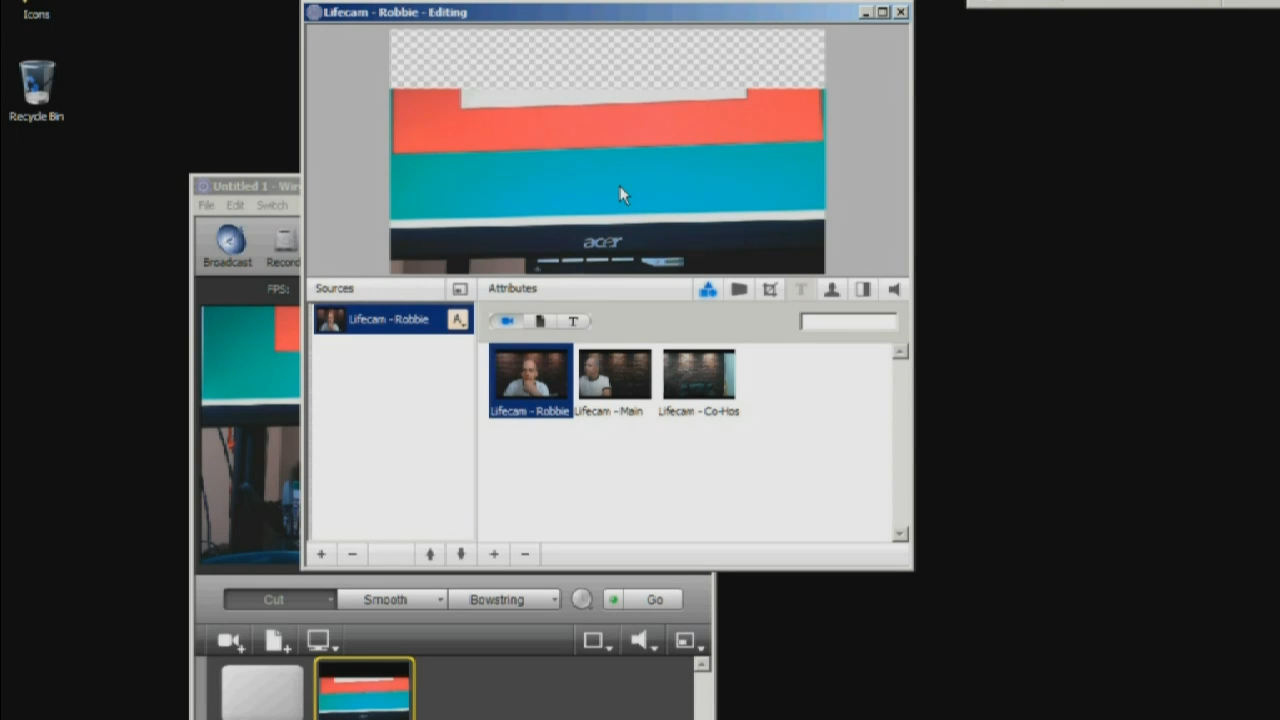 Icons
Recycle Bin
Lifecam - Robbie - Editing
acer
Untitled 1 - Wir
File Edit Switch
Broadcast Record
FPS:
Sources
Attributes
T
Lifecam - Robbie
A
T
Lifecam - Robbie
Lifecam - Main
Lifecam - Co-Hos
Cut
Smooth
Bowstring
Go